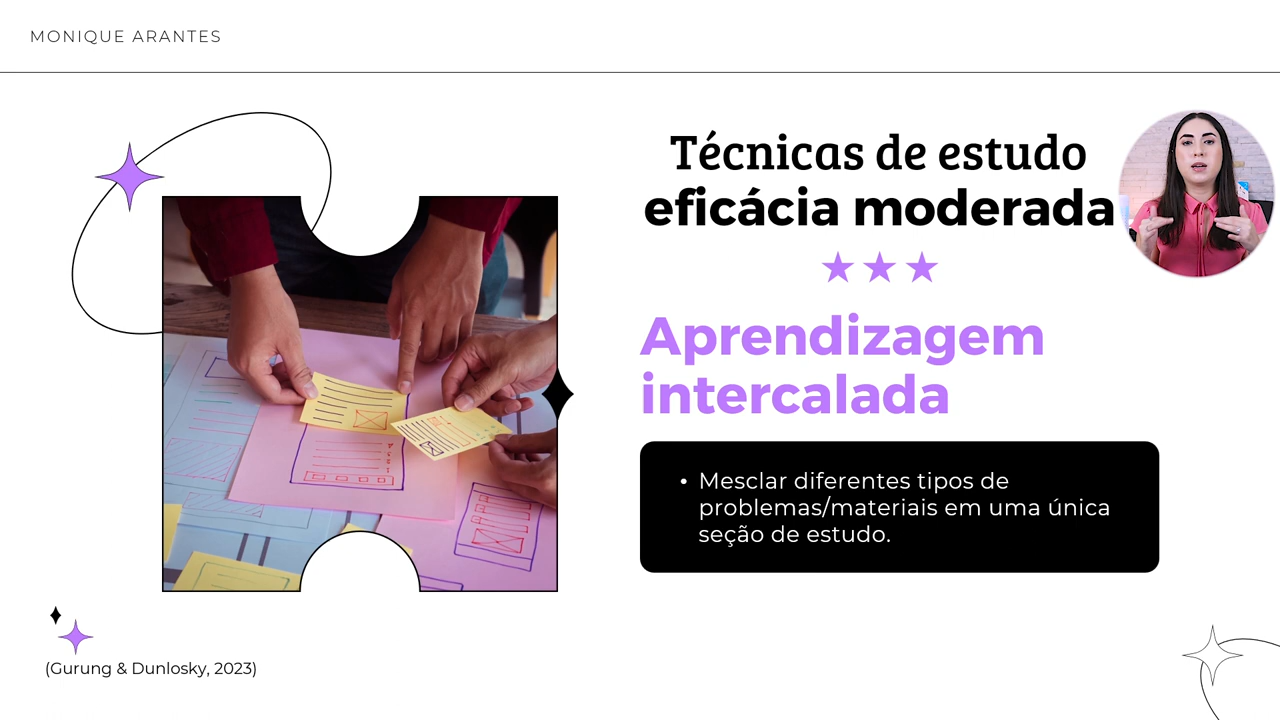 MONIQUE ARANTES
Técnicas de estudo
eficácia moderada
Aprendizagem
intercalada
• Mesclar diferentes tipos de
problemas/materiais em uma única
seção de estudo.
(Gurung & Dunlosky, 2023)